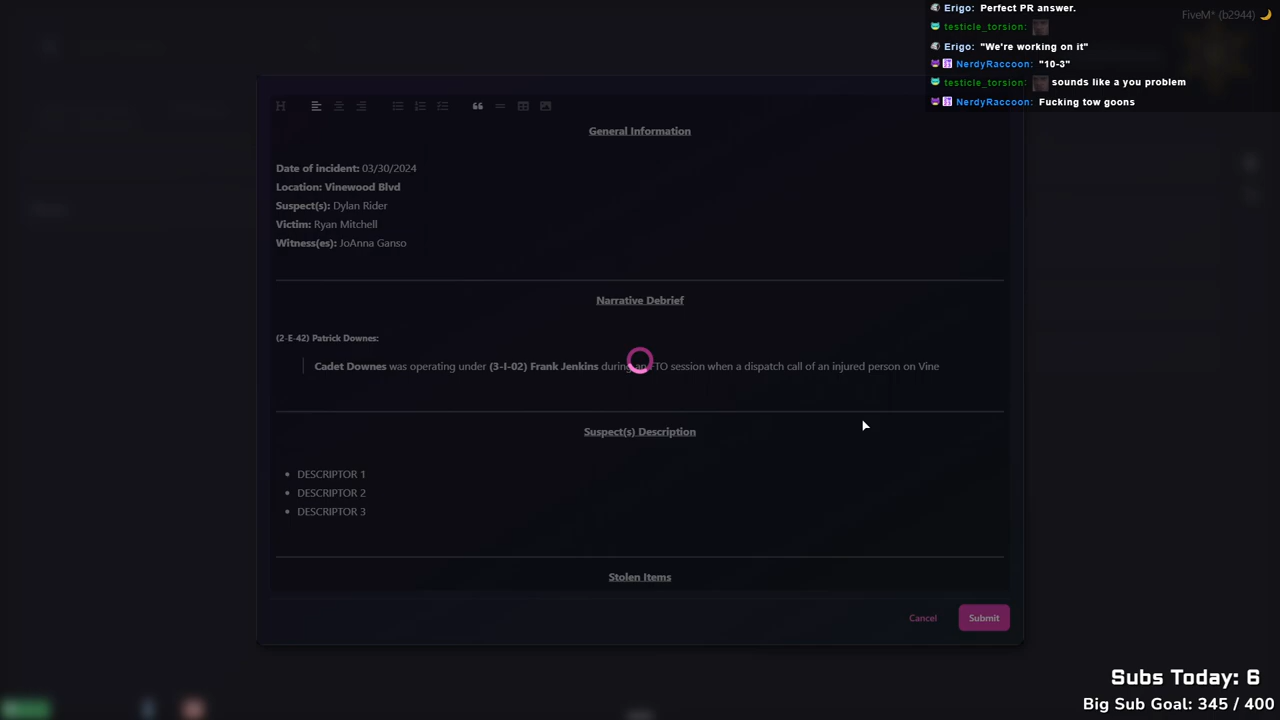 Erigo: Perfect PR answer.
FiveM* (b2944)
testicle_torsion:
Erigo: "We're working on it"
NerdyRaccoon: "10-3"
testicle_torsion: sounds like a you problem
NerdyRaccoon: Fucking tow goons
H
General Information
Date of incident: 03/30/2024
Location: Vinewood Blvd
Suspect(s): Dylan Rider
Victim: Ryan Mitchell
Witness(es): JoAnna Ganso
Narrative Debrief
(2-E-42) Patrick Downes:
Cadet Downes was operating under (3-I-02) Frank Jenkins during an FTO session when a dispatch call of an injured person on Vine
Suspect(s) Description
• DESCRIPTOR 1
• DESCRIPTOR 2
• DESCRIPTOR 3
Stolen Items
Cancel
Submit
Subs Today: 6
Big Sub Goal: 345 / 400